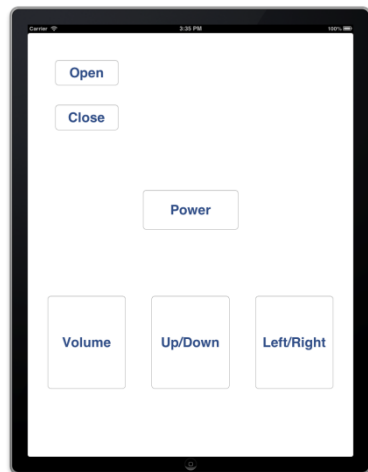 Carrier 3:35 PM 100%
Open
Close
Power
Volume Up/Down Left/Right